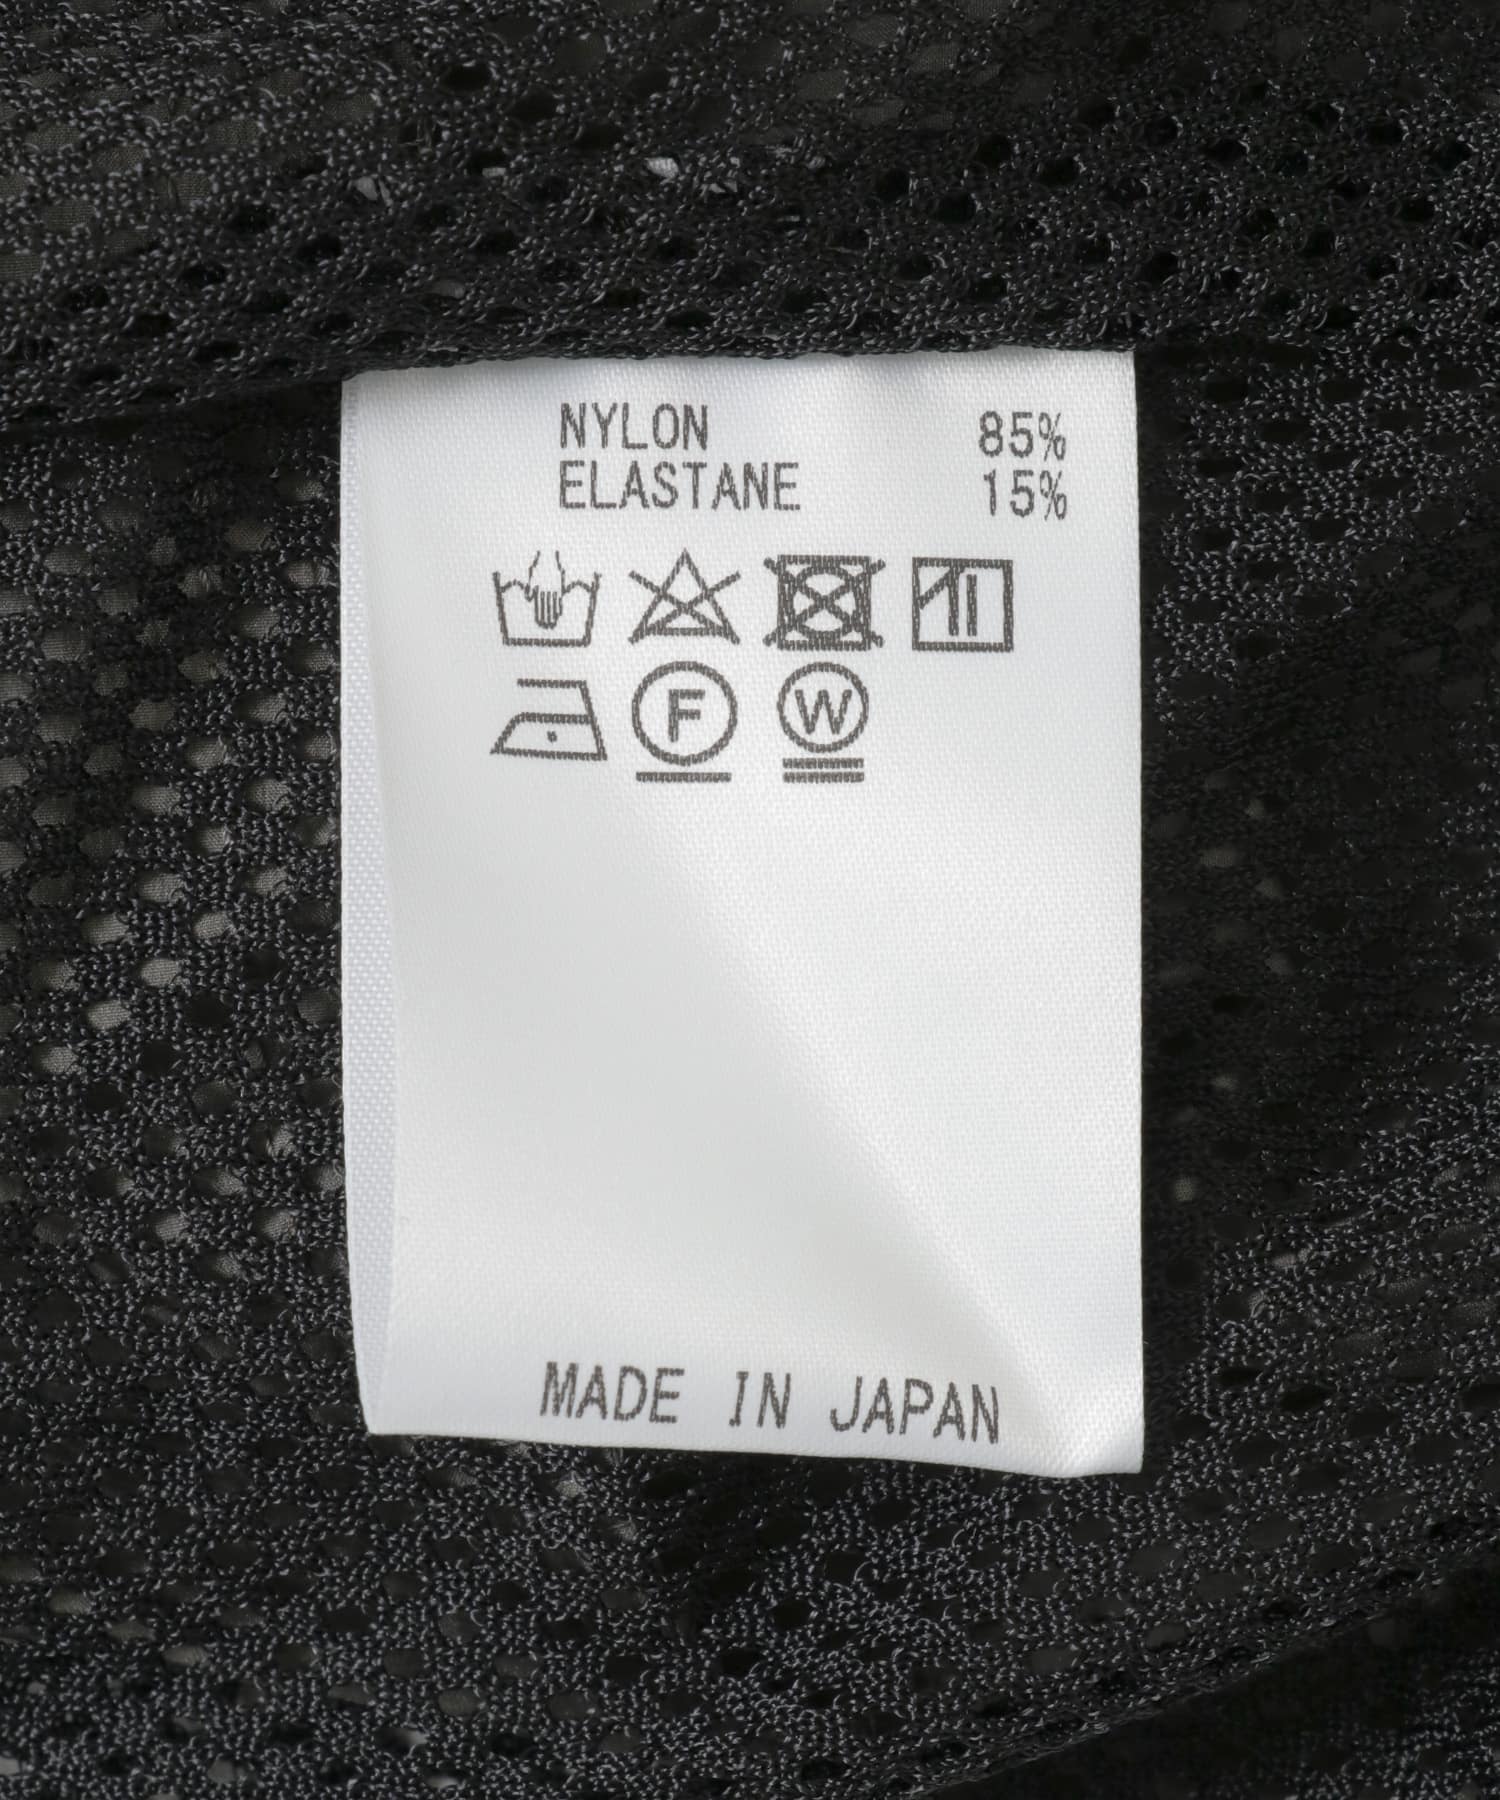 NYLON 85%
ELASTANE 15%
F W
MADE IN JAPAN